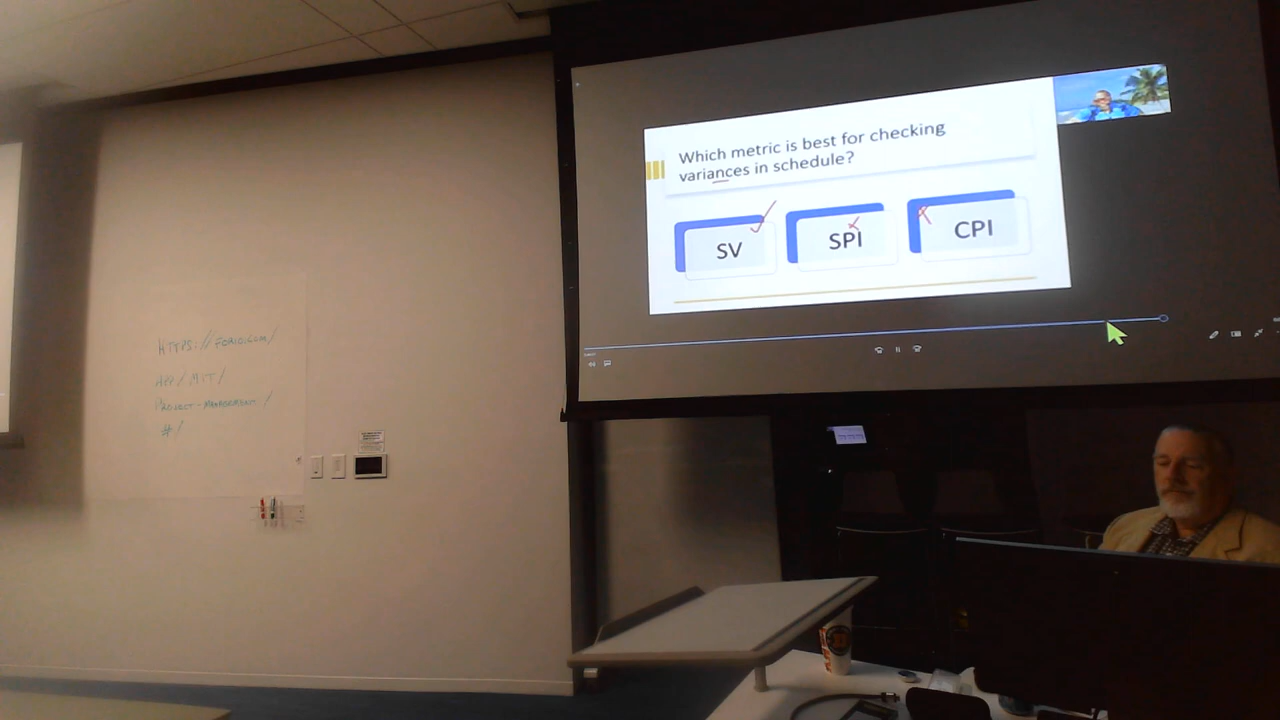 HTTPS://FORIO.COM/
APP/MIT/
PROJECT-MANAGEMENT/
#/
Which metric is best for checking
variances in schedule?
SV
SPI
CPI